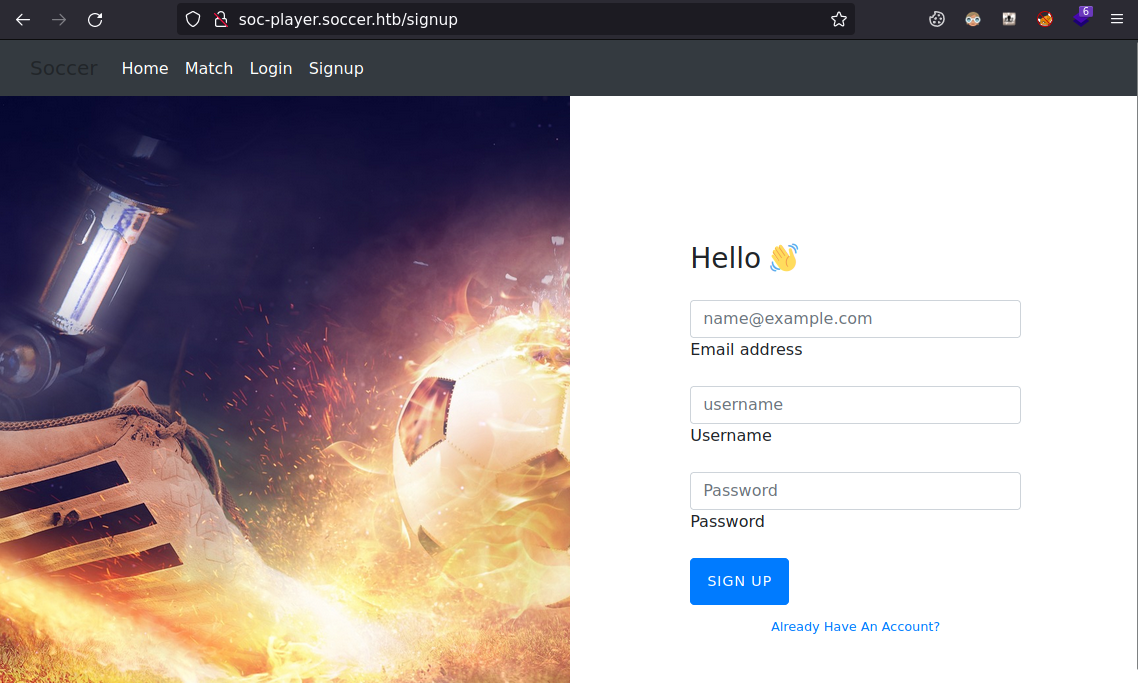 soc-player.soccer.htb/signup
6
Soccer Home Match Login Signup
Hello 👋
name@example.com
Email address
username
Username
Password
Password
SIGN UP
Already Have An Account?